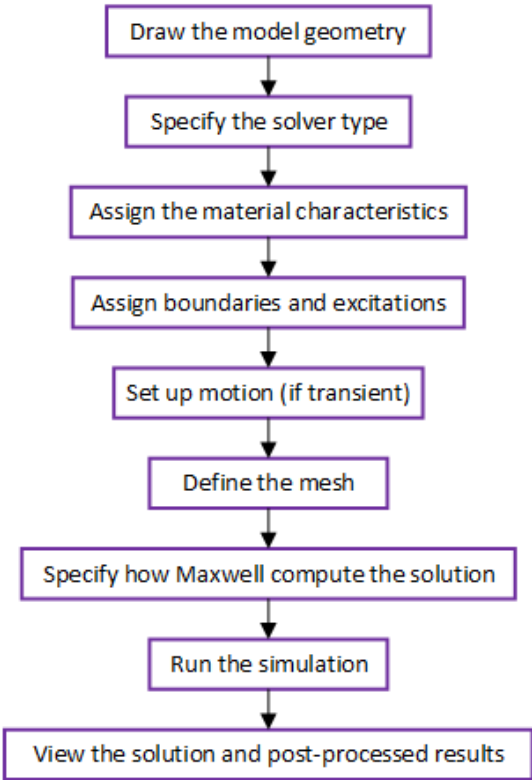 Draw the model geometry
Specify the solver type
Assign the material characteristics
Assign boundaries and excitations
Set up motion (if transient)
Define the mesh
Specify how Maxwell compute the solution
Run the simulation
View the solution and post-processed results